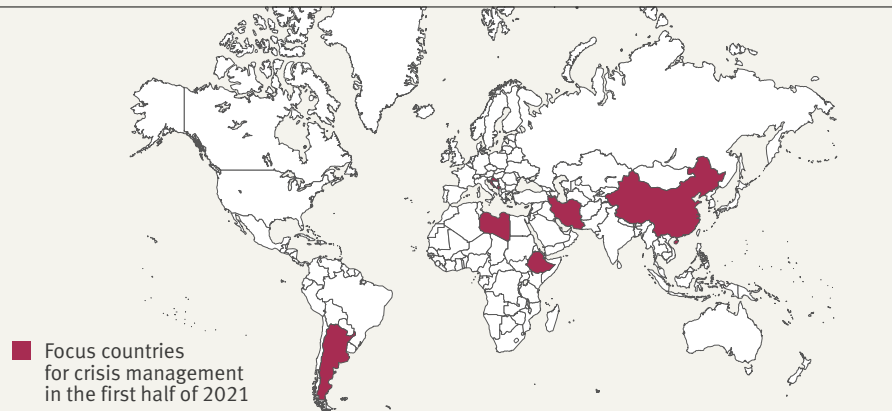 Focus countries
for crisis management
in the first half of 2021